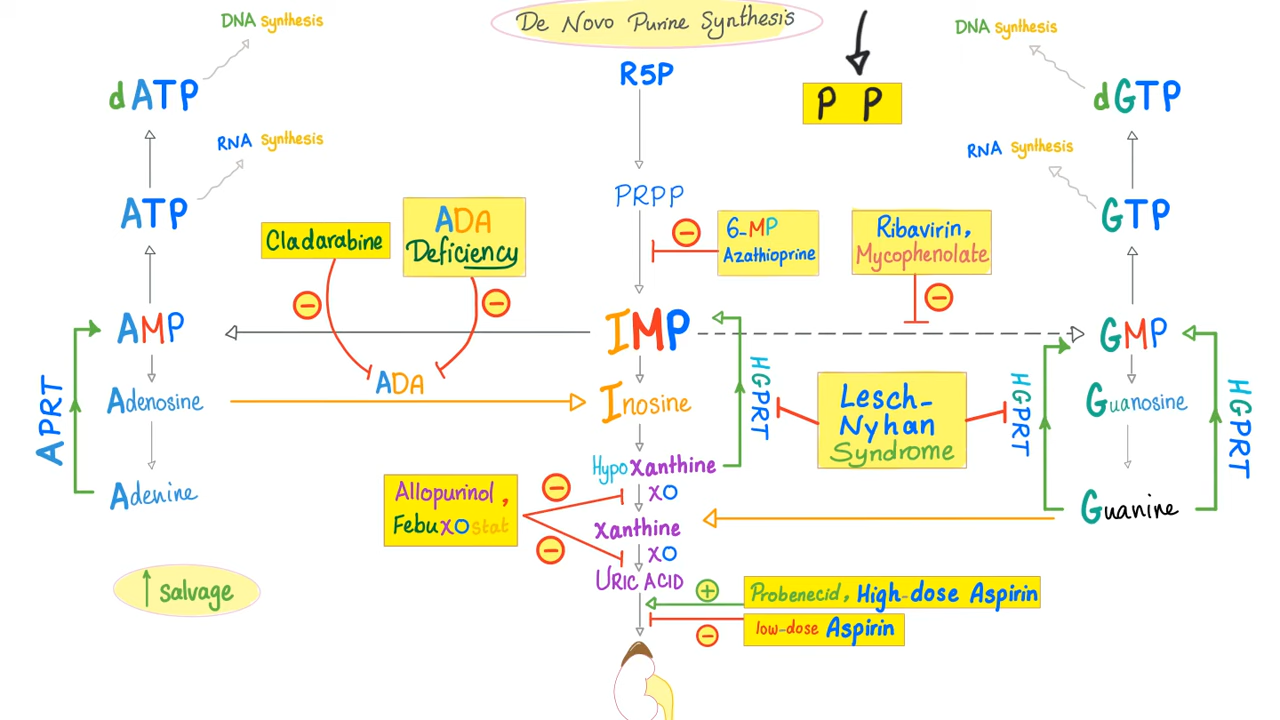 De Novo Purine Synthesis
DNA synthesis
dATP
RNA synthesis
ATP
AMP
Adenosine
Adenine
APRT
↑ Salvage
Cladarabine
ADA
Deficiency
ADA
R5P
PRPP
6-MP
Azathioprine
IMP
Inosine
Hypoxanthine
XO
Xanthine
XO
URIC ACID
Allopurinol,
Febuxostat
HGPRT
Lesch-
Nyhan
Syndrome
Probenecid, High-dose Aspirin
low-dose Aspirin
P P
Ribavirin,
Mycophenolate
DNA synthesis
dGTP
RNA synthesis
GTP
GMP
Guanosine
Guanine
HGPRT
HGPRT